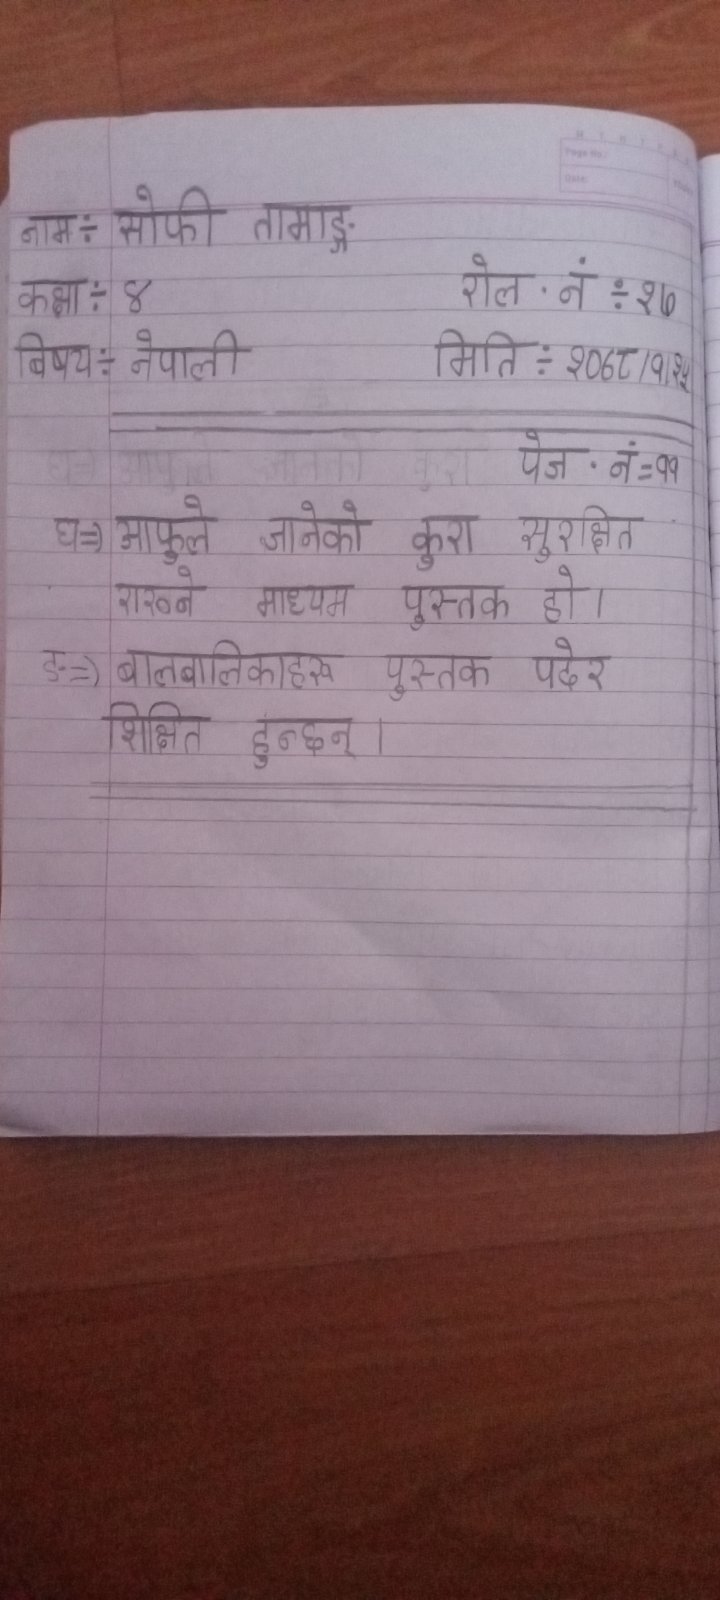 नाम÷ सोफी तामाङ्ग
कक्षा÷ ४ रोल . नं ÷ २७
विषय÷ नेपाली मिति ÷ २०७८/१/२५
पेज . नं = ११
घ⇒ आफुले जानेको कुरा सुरक्षित
राख्ने माध्यम पुस्तक हो ।
ङ⇒ बालबालिकाहरू पुस्तक पढेर
शिक्षित हुन्छन् ।
Page No.:
Date: